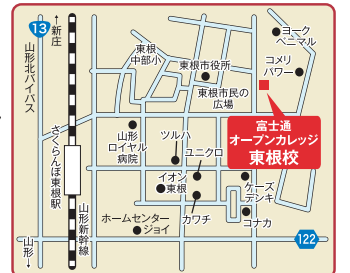 13
↑新庄
山形北バイパス
東根
中部小
東根市役所
ヨーク
ベニマル
コメリ
パワー
東根市民の
広場
富士通
オープンカレッジ
東根校
さくらんぼ東根駅
山形
ロイヤル
病院
ツルハ
ユニクロ
イオン
東根
ケーズ
デンキ
カワチ
コナカ
ホームセンター
ジョイ
山形新幹線
122
山形↓